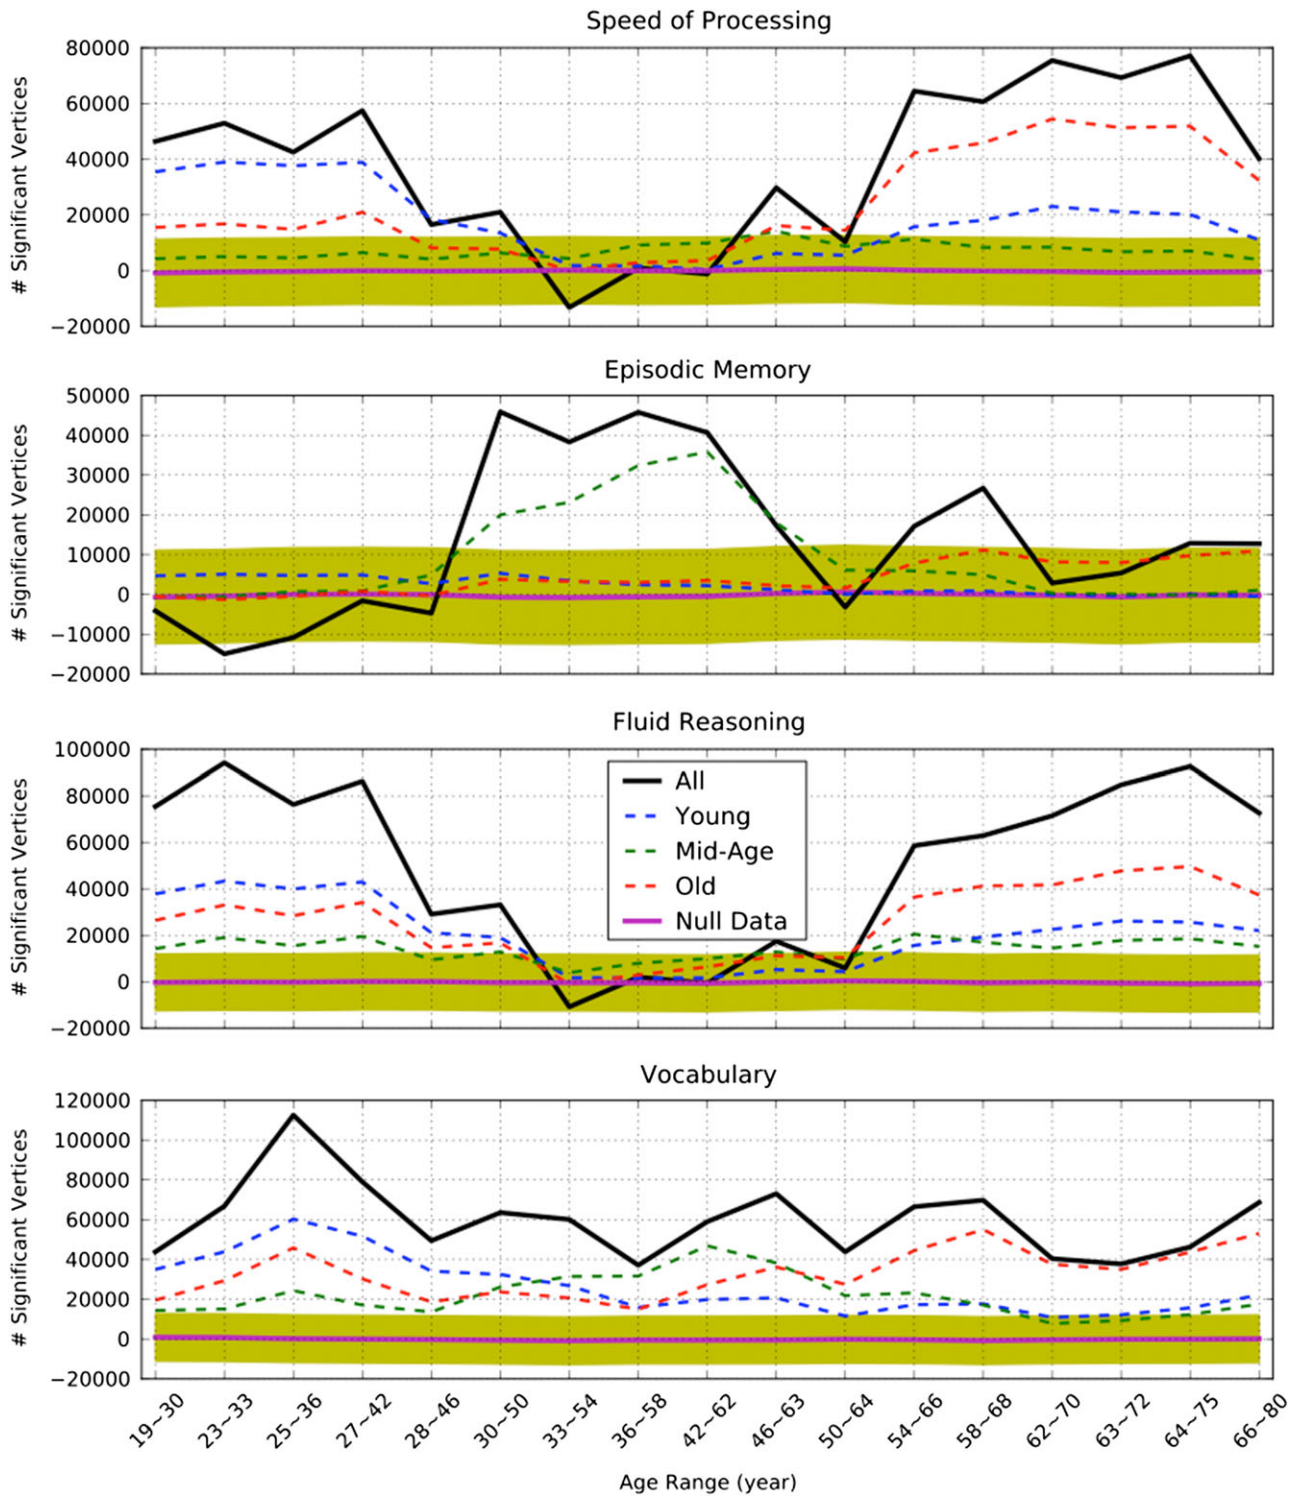 Speed of Processing
# Significant Vertices
80000
60000
40000
20000
0
−20000
Episodic Memory
# Significant Vertices
50000
40000
30000
20000
10000
0
−10000
−20000
Fluid Reasoning
# Significant Vertices
100000
80000
60000
40000
20000
0
−20000
All
Young
Mid-Age
Old
Null Data
Vocabulary
# Significant Vertices
120000
100000
80000
60000
40000
20000
0
−20000
19~30 23~33 25~36 27~42 28~46 30~50 33~54 36~58 42~62 46~63 50~64 54~66 58~68 62~70 63~72 64~75 66~80
Age Range (year)